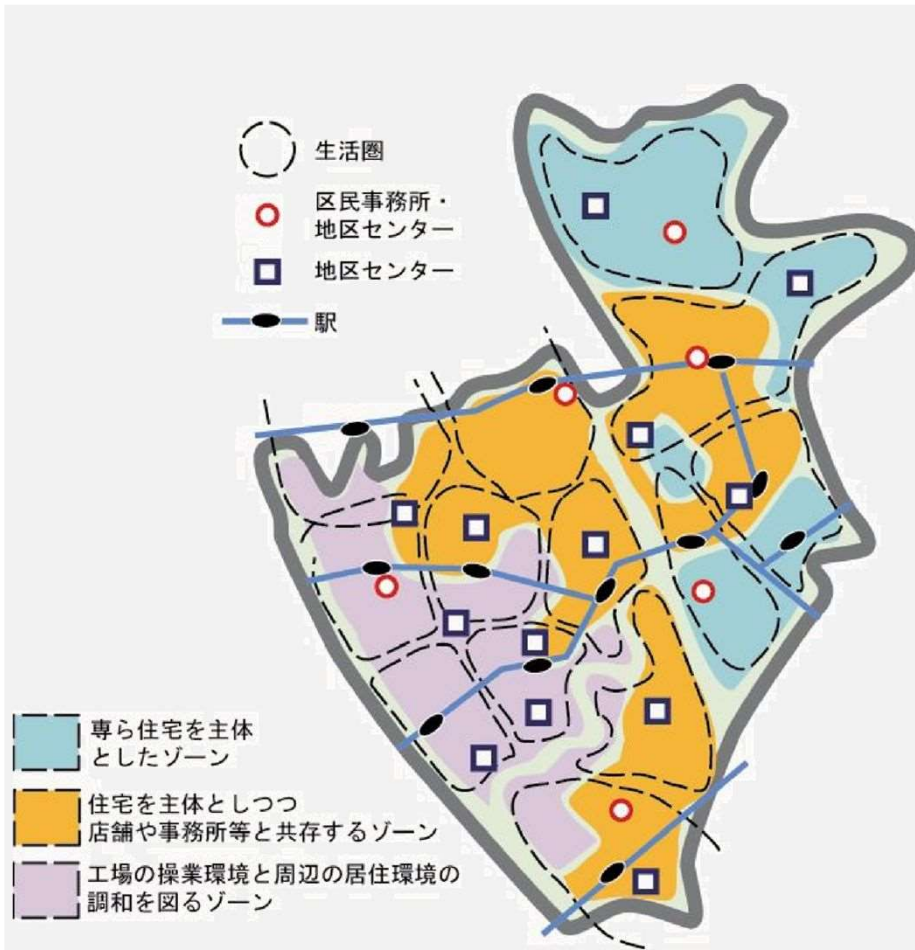 生活圏
区民事務所・
地区センター
地区センター
駅
専ら住宅を主体
としたゾーン
住宅を主体としつつ
店舗や事務所等と共存するゾーン
工場の操業環境と周辺の居住環境の
調和を図るゾーン